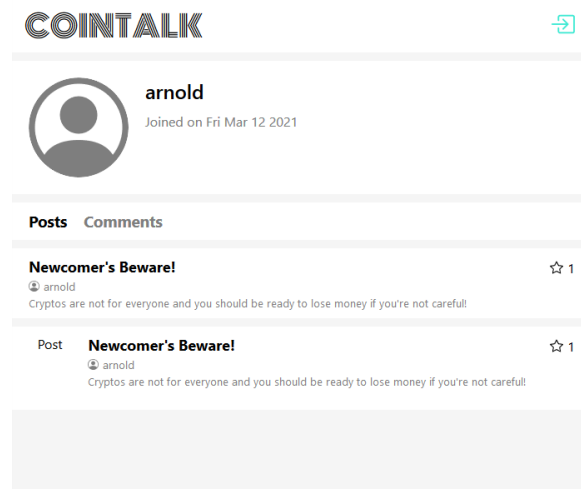 COINTALK
arnold
Joined on Fri Mar 12 2021
Posts Comments
Newcomer's Beware!
1
arnold
Cryptos are not for everyone and you should be ready to lose money if you're not careful!
Post
Newcomer's Beware!
1
arnold
Cryptos are not for everyone and you should be ready to lose money if you're not careful!